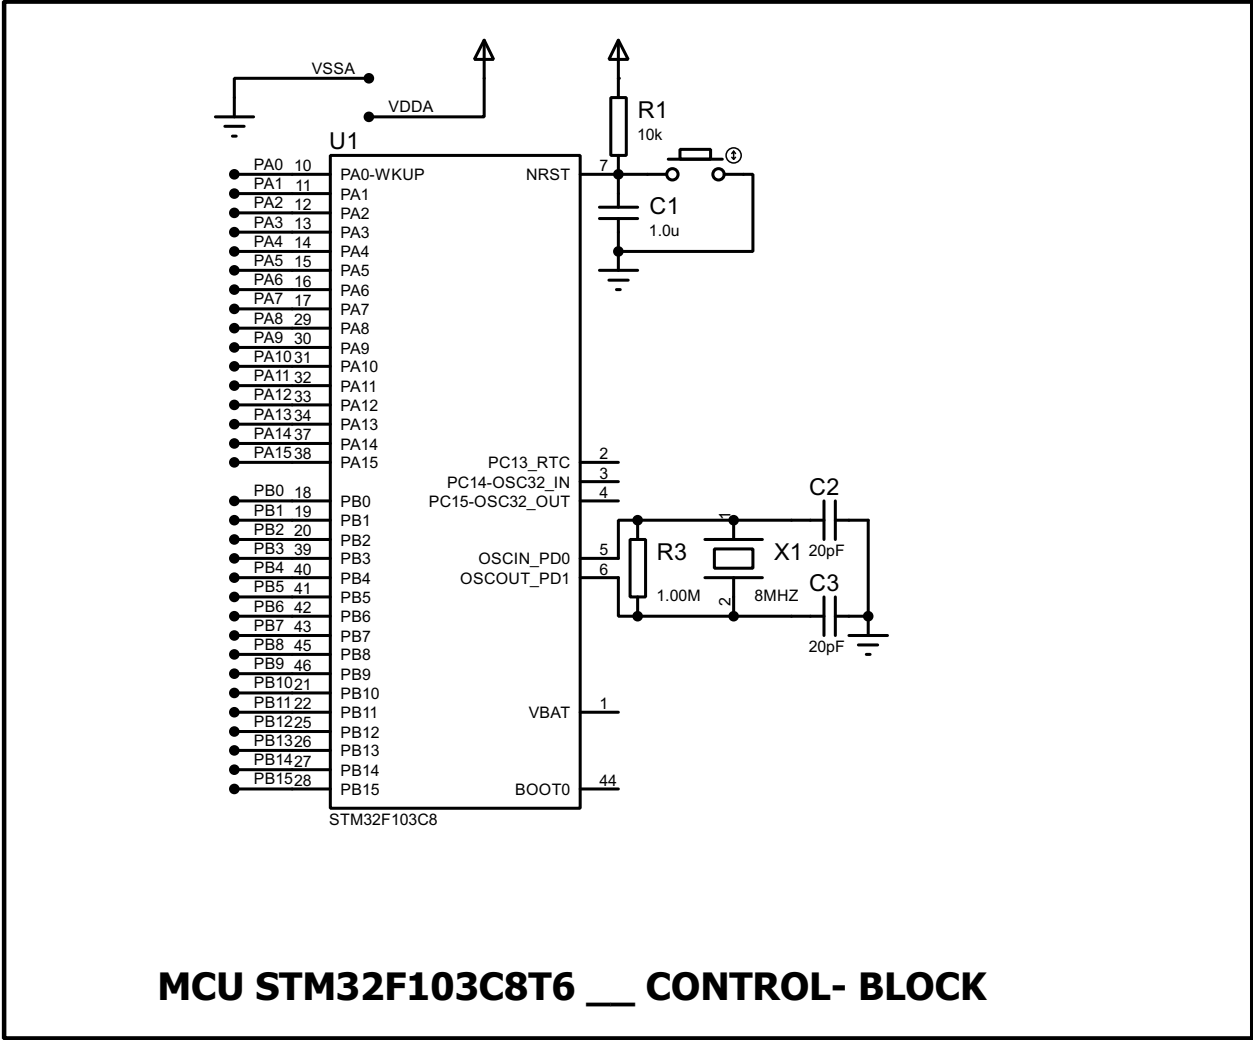 VSSA
VDDA
U1
R1
10k
PA0 10 PA0-WKUP
NRST 7
PA1 11 PA1
PA2 12 PA2
C1
1.0u
PA3 13 PA3
PA4 14 PA4
PA5 15 PA5
PA6 16 PA6
PA7 17 PA7
PA8 29 PA8
PA9 30 PA9
PA10 31 PA10
PA11 32 PA11
PA12 33 PA12
PA13 34 PA13
PA14 37 PA14
PA15 38 PA15
PC13_RTC 2
PC14-OSC32_IN 3
PC15-OSC32_OUT 4
PB0 18 PB0
PB1 19 PB1
PB2 20 PB2
PB3 39 PB3
PB4 40 PB4
PB5 41 PB5
PB6 42 PB6
PB7 43 PB7
PB8 45 PB8
PB9 46 PB9
PB10 21 PB10
PB11 22 PB11
PB12 25 PB12
PB13 26 PB13
PB14 27 PB14
PB15 28 PB15
OSCIN_PD0 5
OSCOUT_PD1 6
R3
1.00M
1
X1
2
8MHZ
C2
20pF
C3
20pF
VBAT 1
BOOT0 44
STM32F103C8
MCU STM32F103C8T6 __ CONTROL- BLOCK